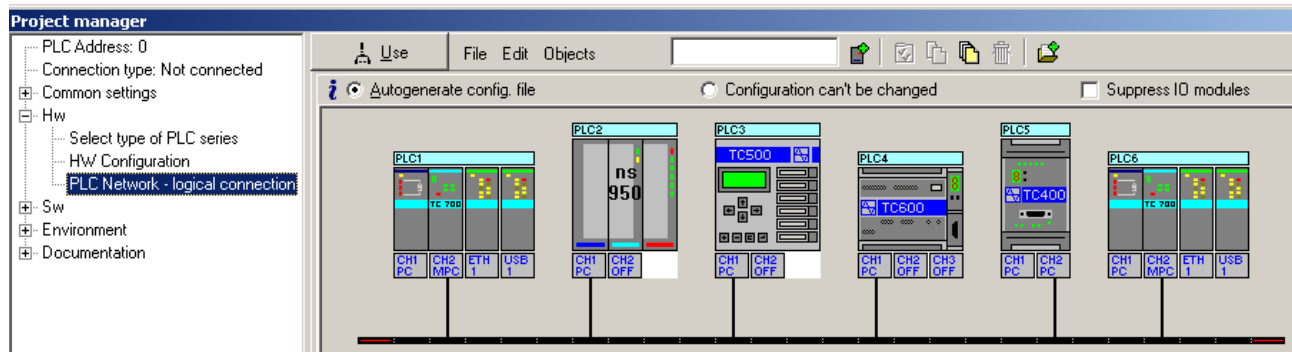 Project manager
PLC Address: 0
Connection type: Not connected
Common settings
Hw
Select type of PLC series
HW Configuration
PLC Network - logical connection
Sw
Environment
Documentation
Use File Edit Objects
i Autogenerate config. file Configuration can't be changed Suppress IO modules
PLC1
TC 700
CH1 PC CH2 MPC ETH 1 USB 1
PLC2
ns 950
CH1 PC CH2 OFF
PLC3
TC500
CH1 PC CH2 OFF
PLC4
8
TC600
CH1 PC CH2 OFF CH3 OFF
PLC5
8:
TC400
CH1 PC CH2 PC
PLC6
TC 700
CH1 PC CH2 MPC ETH 1 USB 1